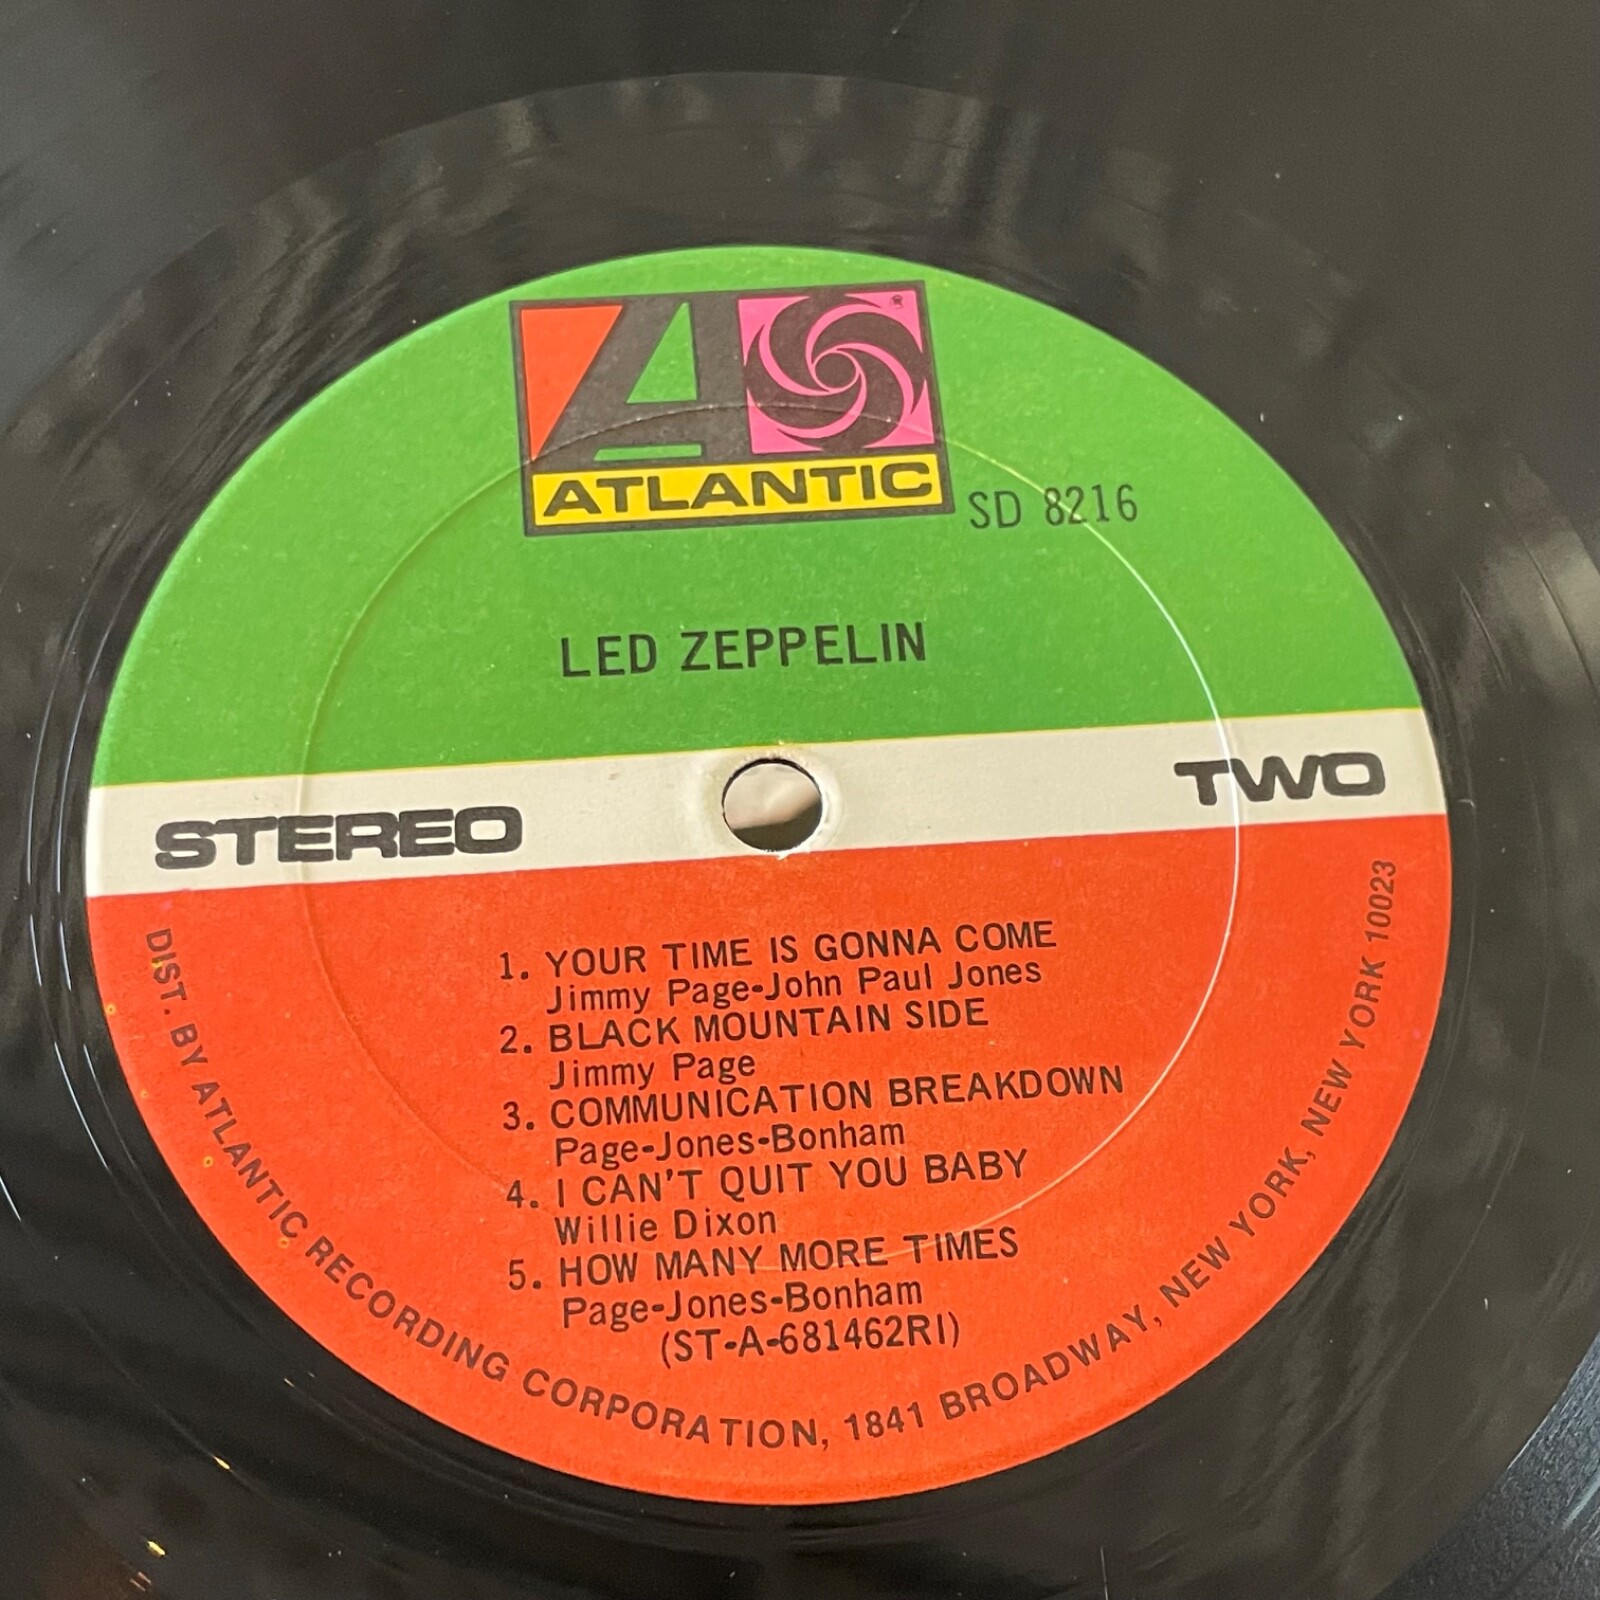 ATLANTIC
SD 8216
LED ZEPPELIN
STEREO
TWO
1. YOUR TIME IS GONNA COME
Jimmy Page-John Paul Jones
2. BLACK MOUNTAIN SIDE
Jimmy Page
3. COMMUNICATION BREAKDOWN
Page-Jones-Bonham
4. I CAN'T QUIT YOU BABY
Willie Dixon
5. HOW MANY MORE TIMES
Page-Jones-Bonham
(ST-A-681462RI)
DIST. BY ATLANTIC RECORDING CORPORATION, 1841 BROADWAY, NEW YORK, NEW YORK 10023